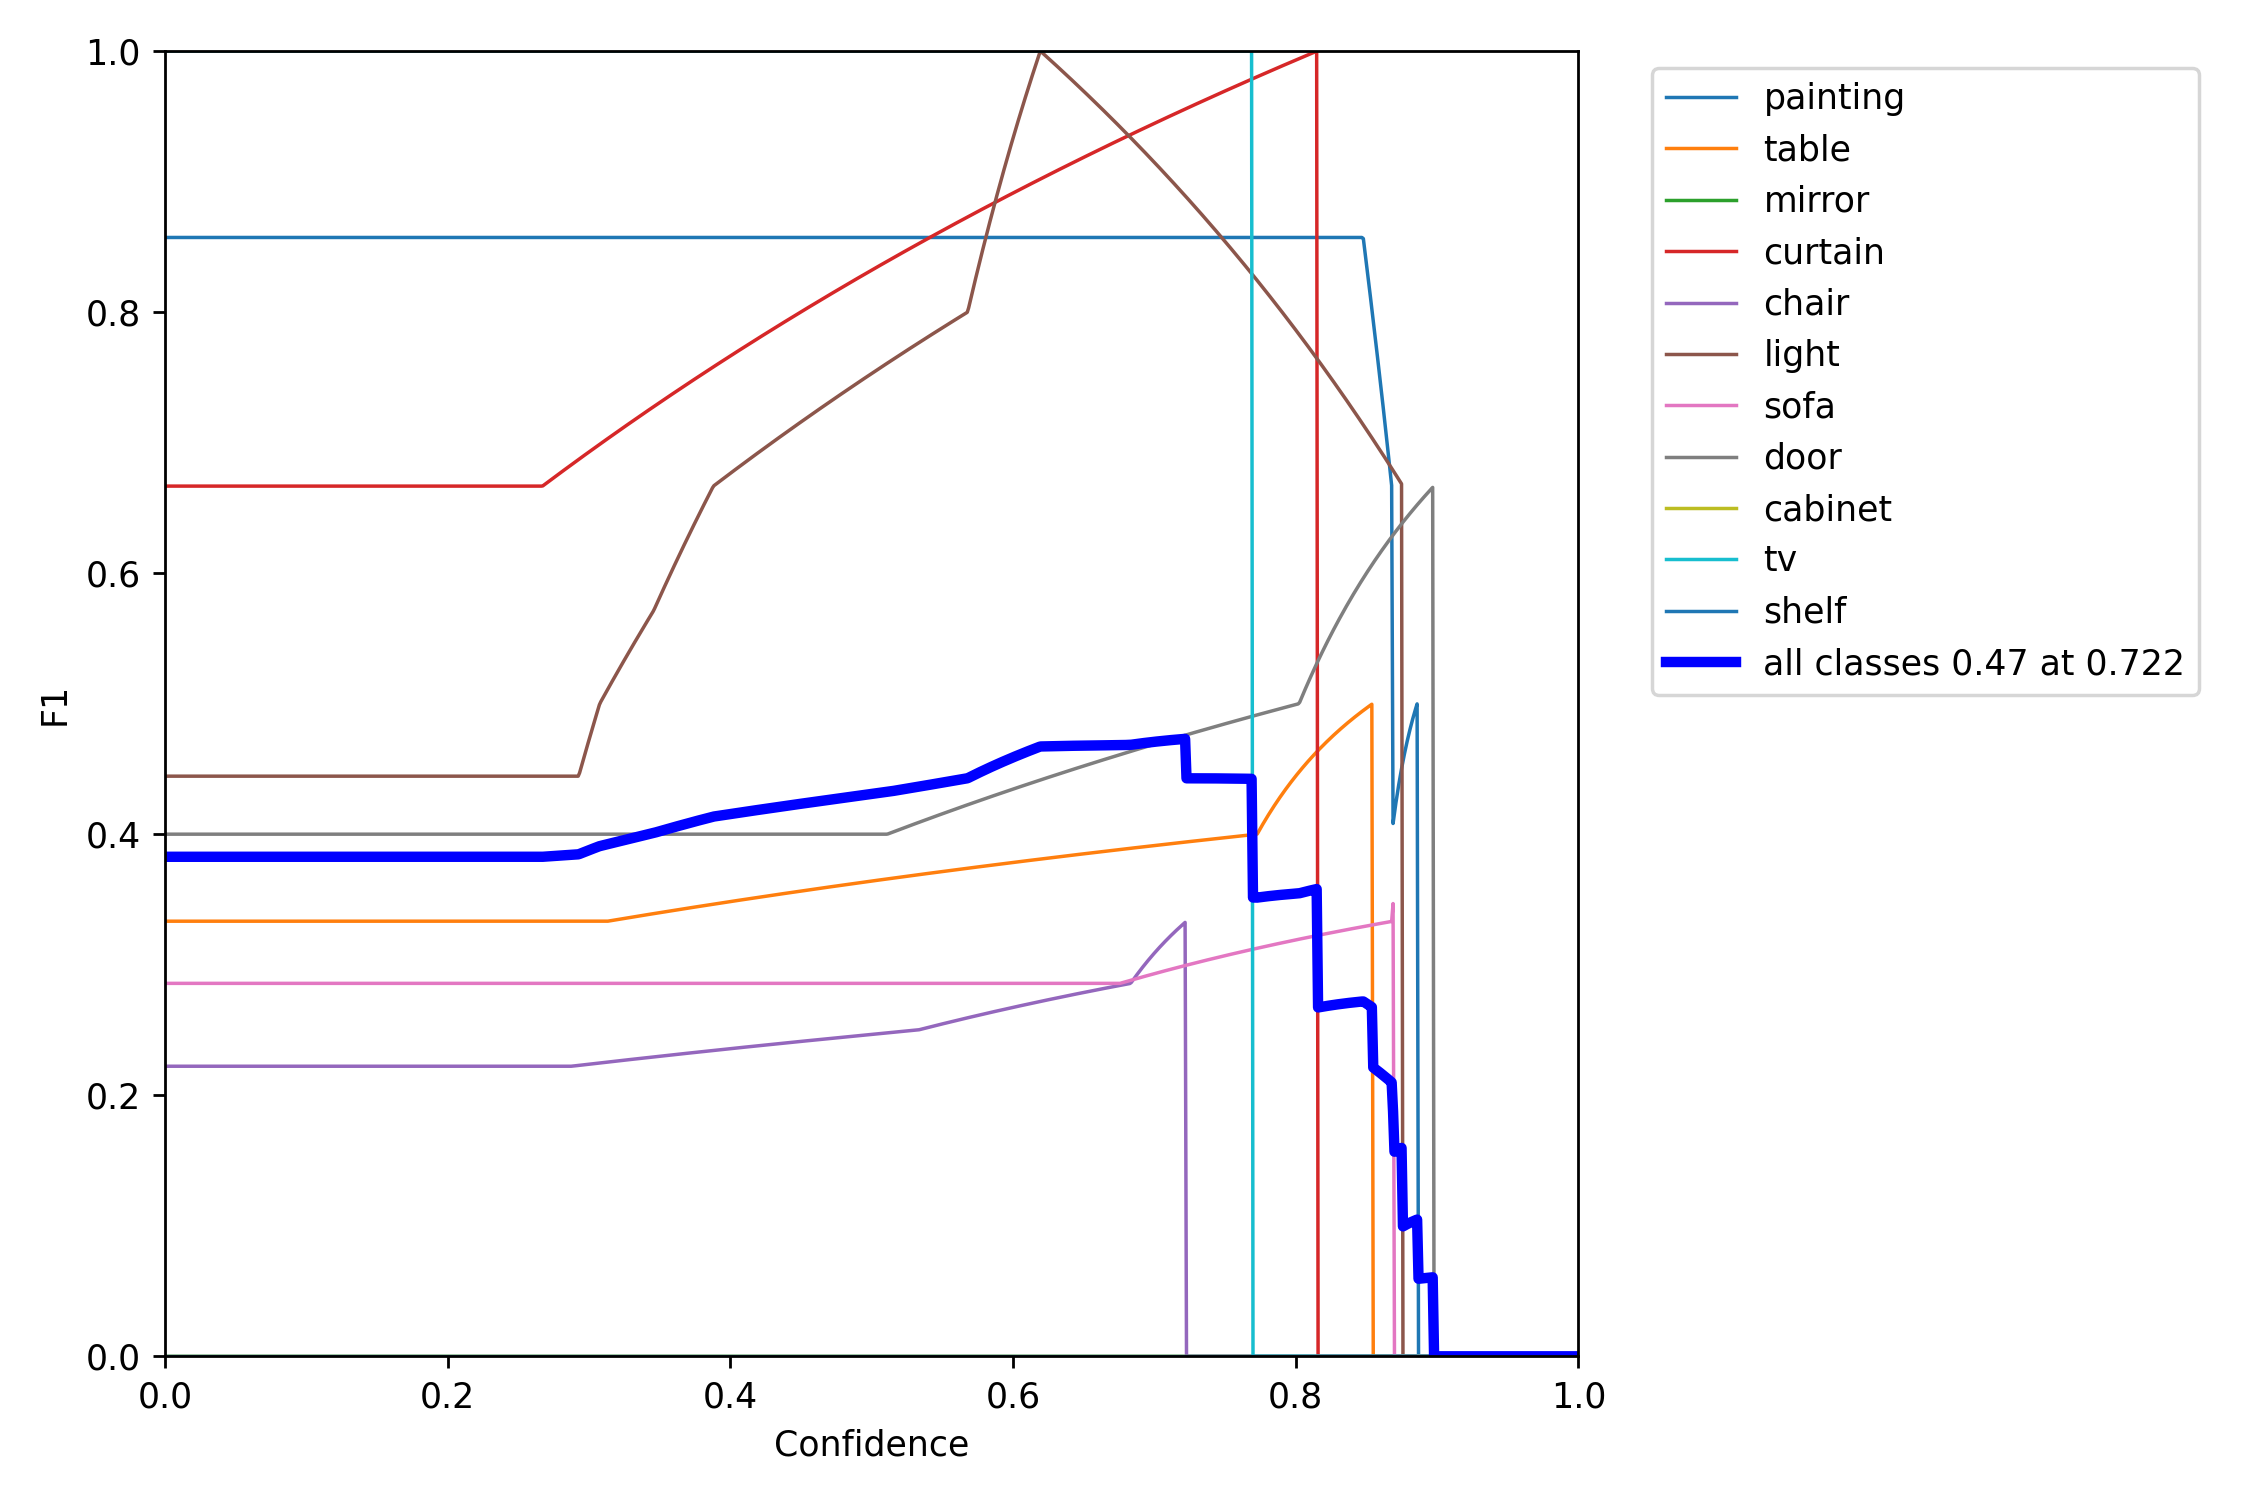 1.0
0.8
0.6
0.4
0.2
0.0
F1
0.0 0.2 0.4 0.6 0.8 1.0
Confidence
painting
table
mirror
curtain
chair
light
sofa
door
cabinet
tv
shelf
all classes 0.47 at 0.722